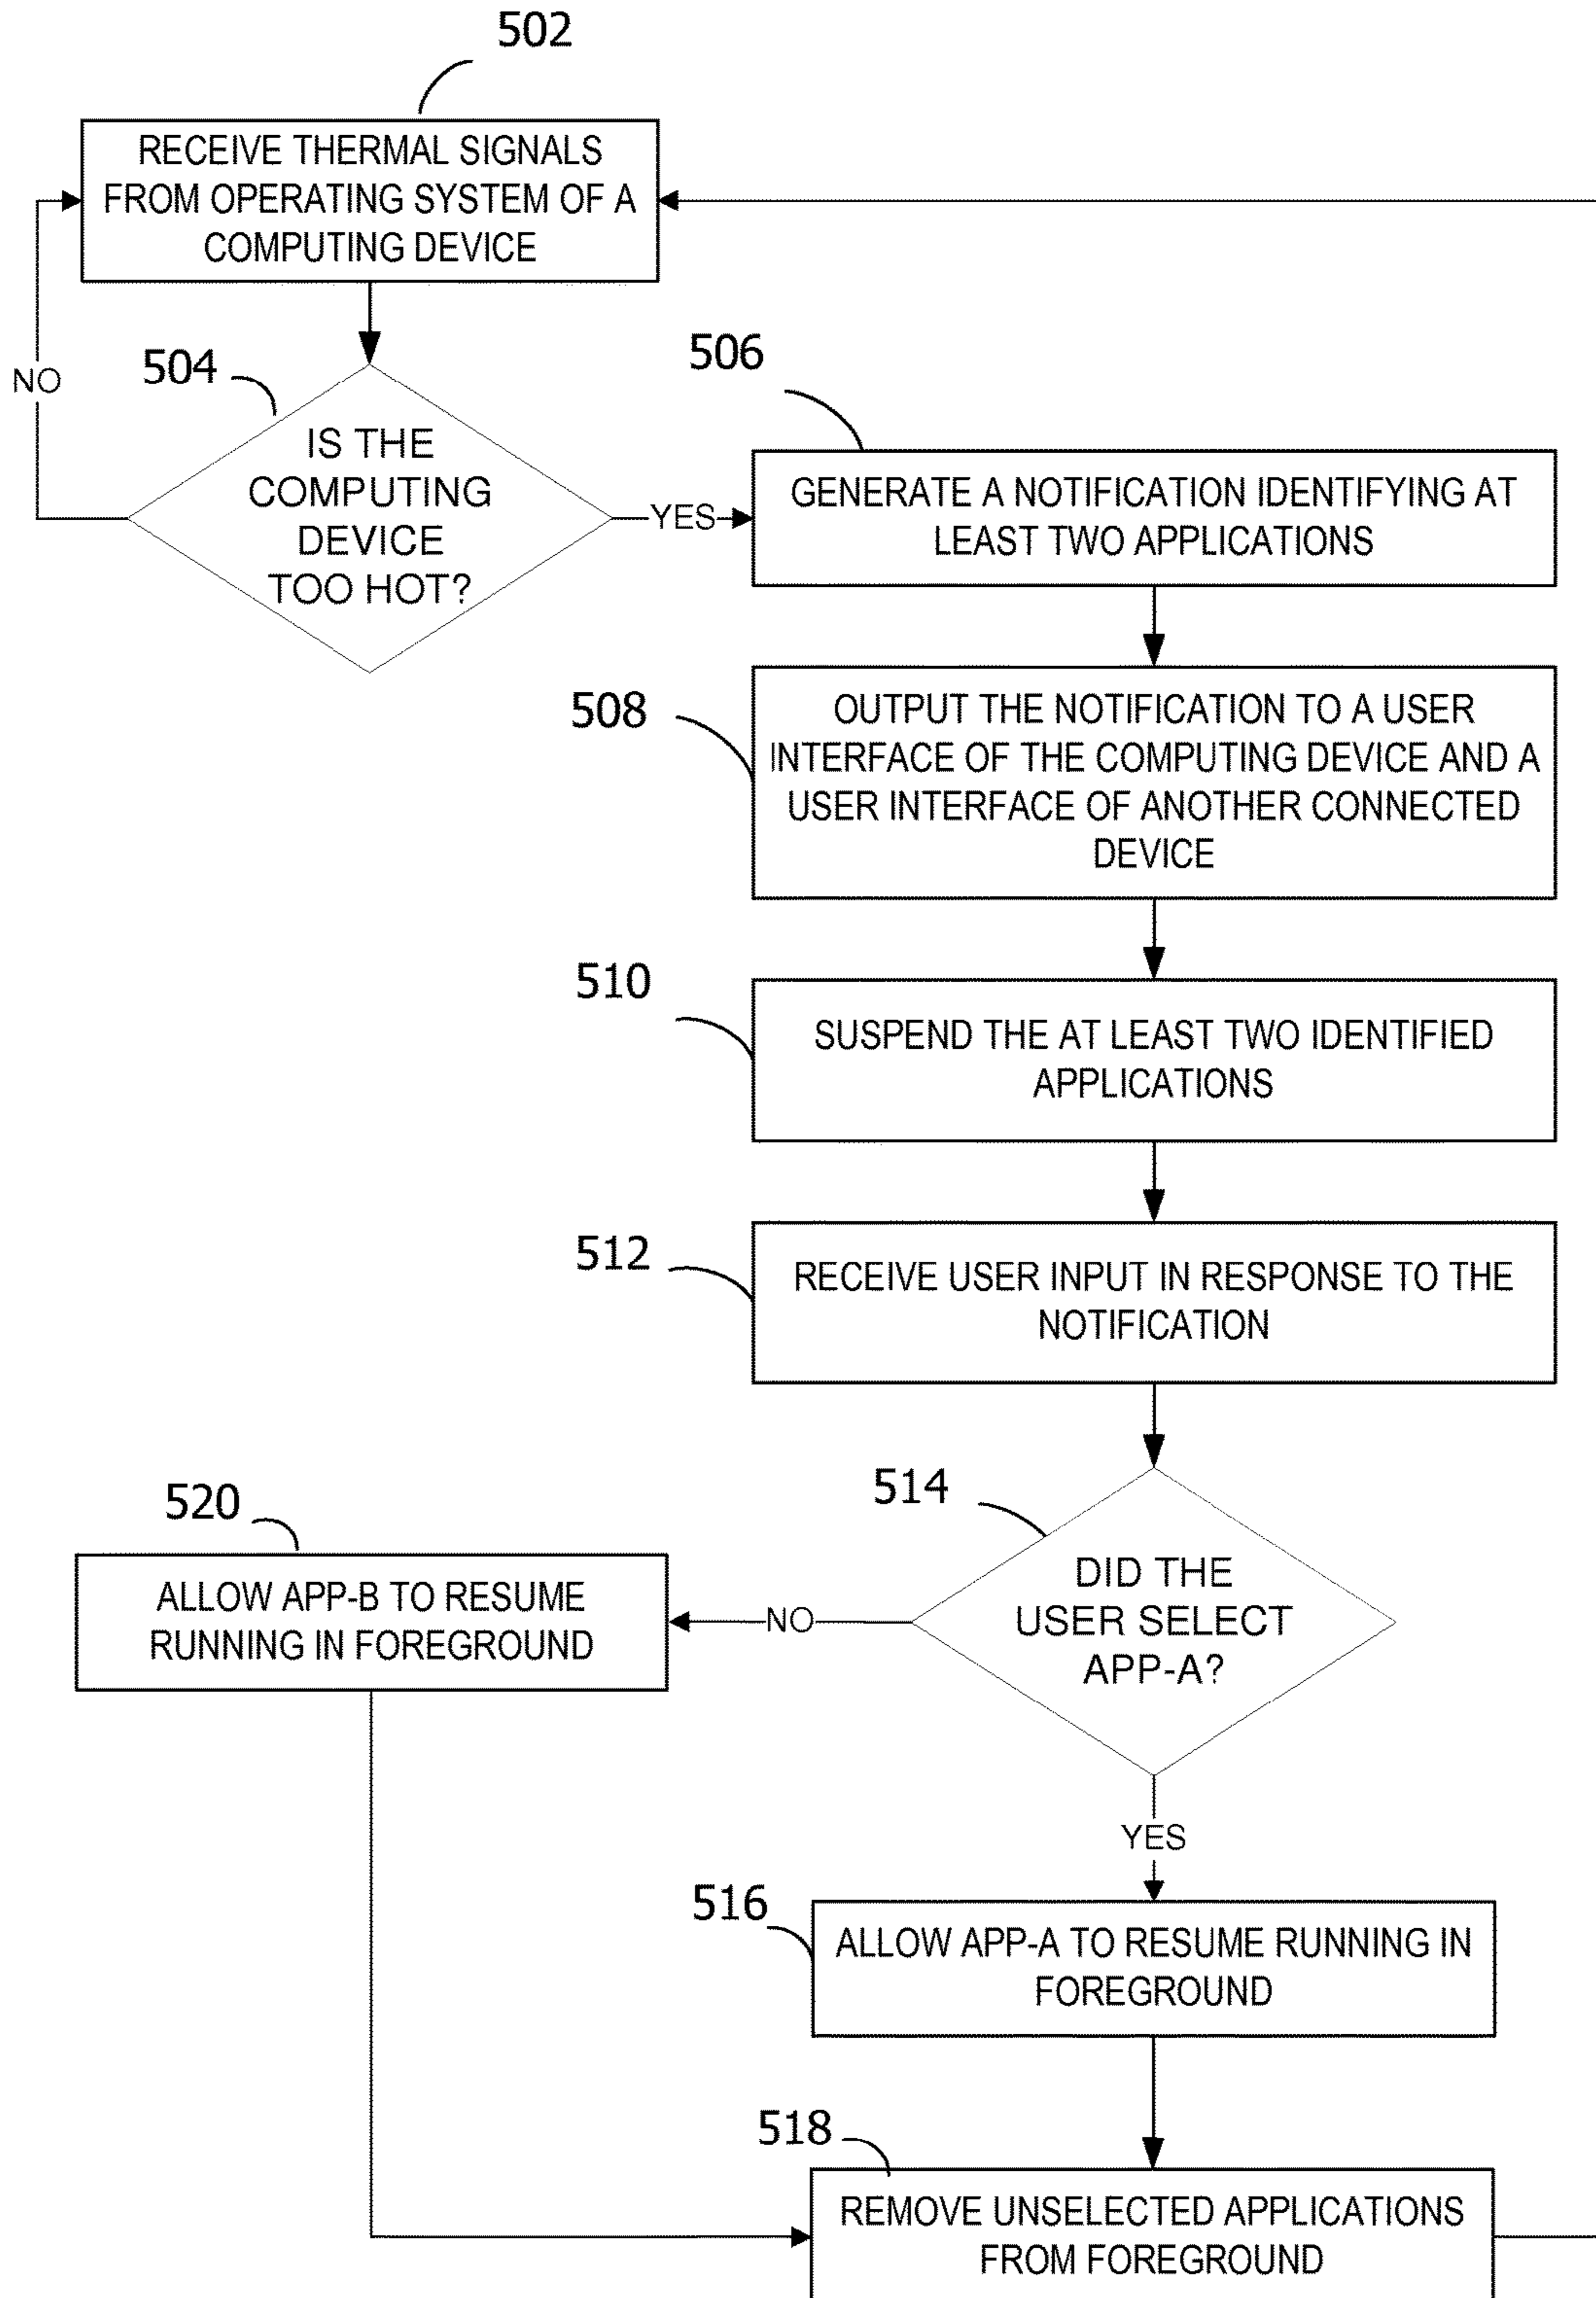 502
RECEIVE THERMAL SIGNALS
FROM OPERATING SYSTEM OF A
COMPUTING DEVICE
NO
504
IS THE
COMPUTING
DEVICE
TOO HOT?
YES
506
GENERATE A NOTIFICATION IDENTIFYING AT
LEAST TWO APPLICATIONS
508
OUTPUT THE NOTIFICATION TO A USER
INTERFACE OF THE COMPUTING DEVICE AND A
USER INTERFACE OF ANOTHER CONNECTED
DEVICE
510
SUSPEND THE AT LEAST TWO IDENTIFIED
APPLICATIONS
512
RECEIVE USER INPUT IN RESPONSE TO THE
NOTIFICATION
514
DID THE
USER SELECT
APP-A?
NO
520
ALLOW APP-B TO RESUME
RUNNING IN FOREGROUND
YES
516
ALLOW APP-A TO RESUME RUNNING IN
FOREGROUND
518
REMOVE UNSELECTED APPLICATIONS
FROM FOREGROUND